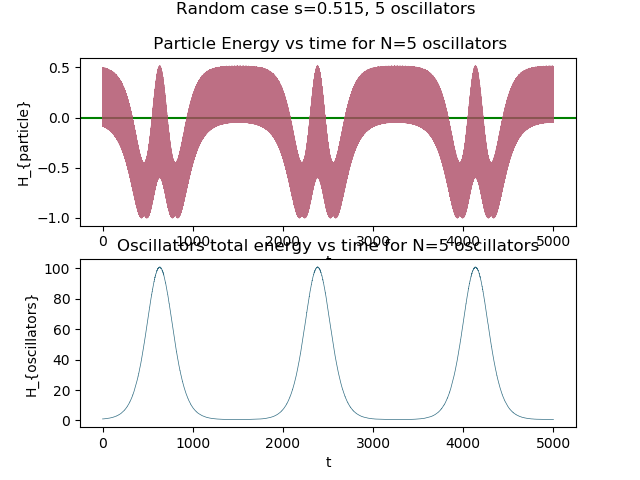 Random case s=0.515, 5 oscillators
Particle Energy vs time for N=5 oscillators
H_{particle}
0.5
0.0
−0.5
−1.0
0 1000 2000 3000 4000 5000
t
Oscillators total energy vs time for N=5 oscillators
H_{oscillators}
100
80
60
40
20
0
0 1000 2000 3000 4000 5000
t